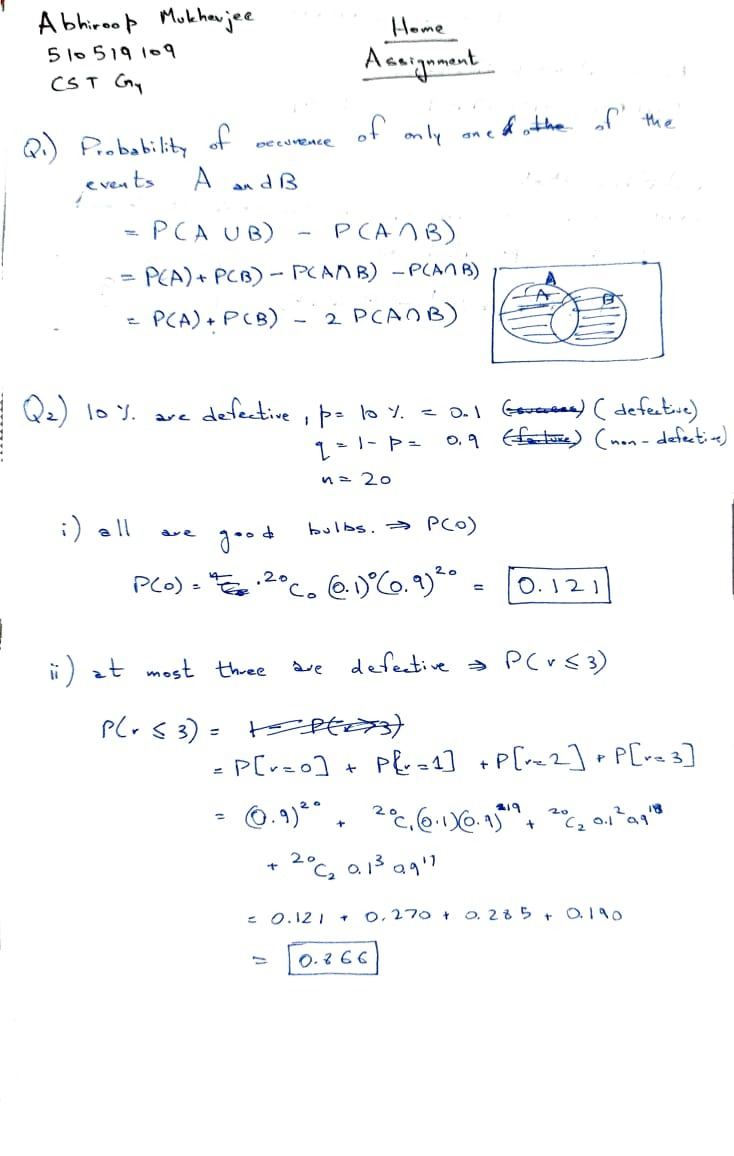 Abhiroop Mukherjee
510519109
CST Gy
Home
Assignment
Q1) Probability of occurence of only one of the
events A and B
= P(A ∪ B) - P(A ∩ B)
= P(A) + P(B) - P(A∩B) - P(A∩B)
= P(A) + P(B) - 2 P(A∩B)
A
A B
Q2) 10 %. are defective, p = 10 %. = 0.1 (defective)
q = 1 - p = 0.9 (non-defective)
n = 20
i) all are good bulbs. ⇒ P(0)
P(0) = ²⁰C₀ (0.1)⁰(0.9)²⁰ = 0.121
ii) at most three are defective ⇒ P(r ≤ 3)
P(r ≤ 3) = 1 - P(r>3)
= P[r=0] + P[r=1] + P[r=2] + P[r=3]
= (0.9)²⁰ + ²⁰C₁(0.1)(0.9)¹⁹ + ²⁰C₂ 0.1² 0.9¹⁸
+ ²⁰C₂ 0.1³ 0.9¹⁷
= 0.121 + 0.270 + 0.285 + 0.190
= 0.866